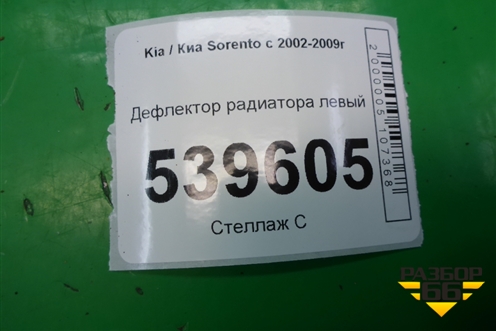 Kia / Киа Sorento с 2002-2009г
Дефлектор радиатора левый
539605
Стеллаж С
2000005107368
РАЗБОР
66